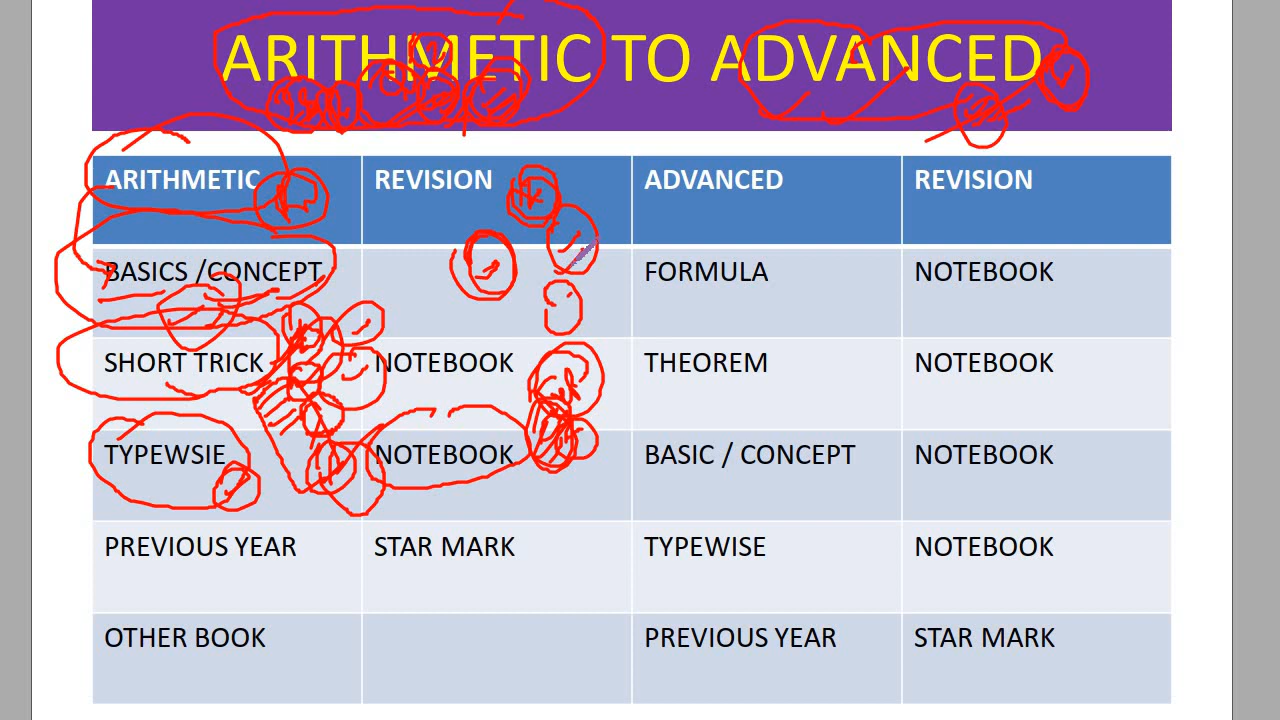 ARITHMETIC TO ADVANCED
ARITHMETIC REVISION ADVANCED REVISION
BASICS /CONCEPT FORMULA NOTEBOOK
SHORT TRICK NOTEBOOK THEOREM NOTEBOOK
TYPEWSIE NOTEBOOK BASIC / CONCEPT NOTEBOOK
PREVIOUS YEAR STAR MARK TYPEWISE NOTEBOOK
OTHER BOOK PREVIOUS YEAR STAR MARK